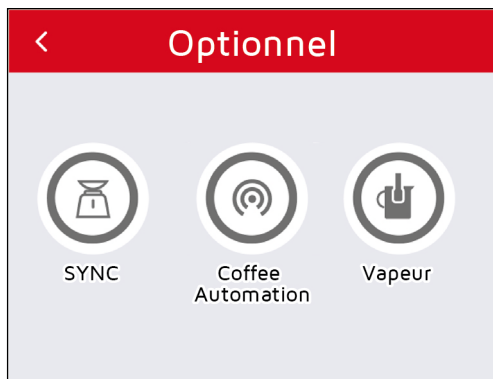 Optionnel
SYNC
Coffee
Automation
Vapeur